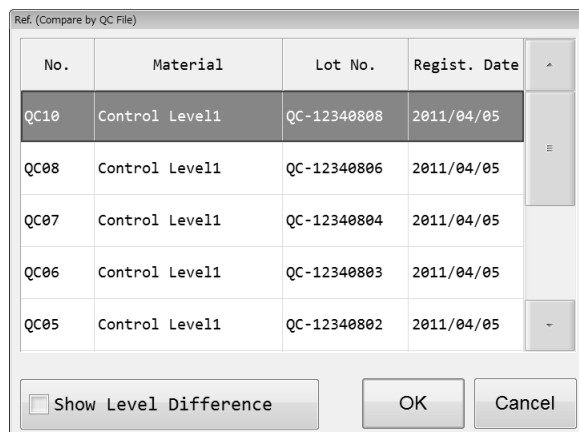 Ref. (Compare by QC File)
No. Material Lot No. Regist. Date
QC10 Control Level1 QC-12340808 2011/04/05
QC08 Control Level1 QC-12340806 2011/04/05
QC07 Control Level1 QC-12340804 2011/04/05
QC06 Control Level1 QC-12340803 2011/04/05
QC05 Control Level1 QC-12340802 2011/04/05
Show Level Difference OK Cancel